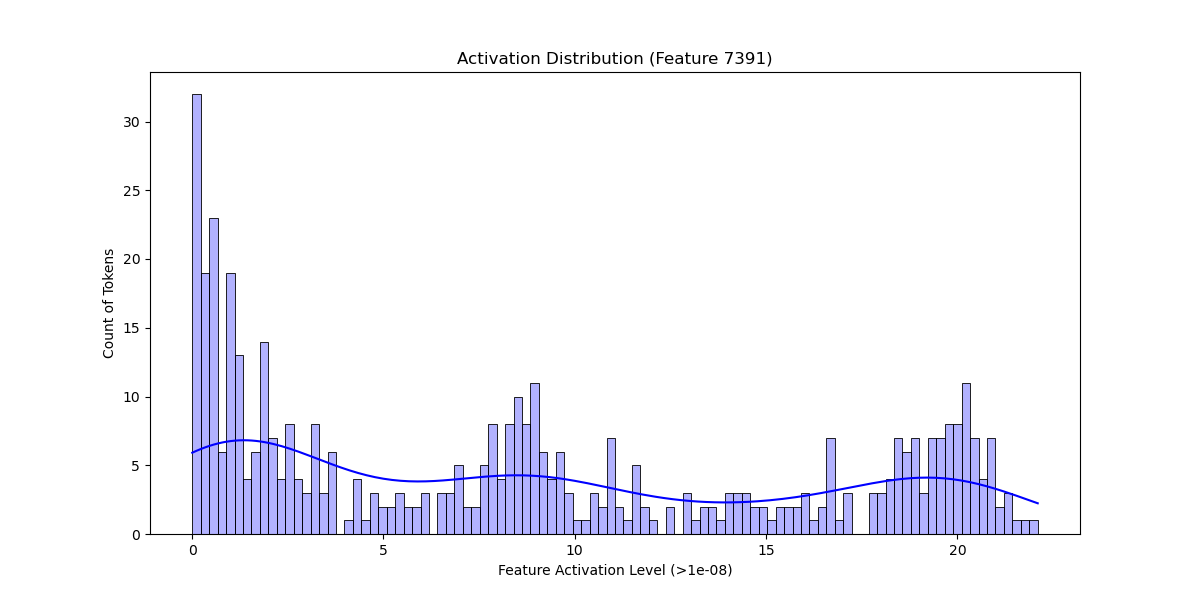 Activation Distribution (Feature 7391)
30
25
20
15
10
5
0
Count of Tokens
0 5 10 15 20
Feature Activation Level (>1e-08)